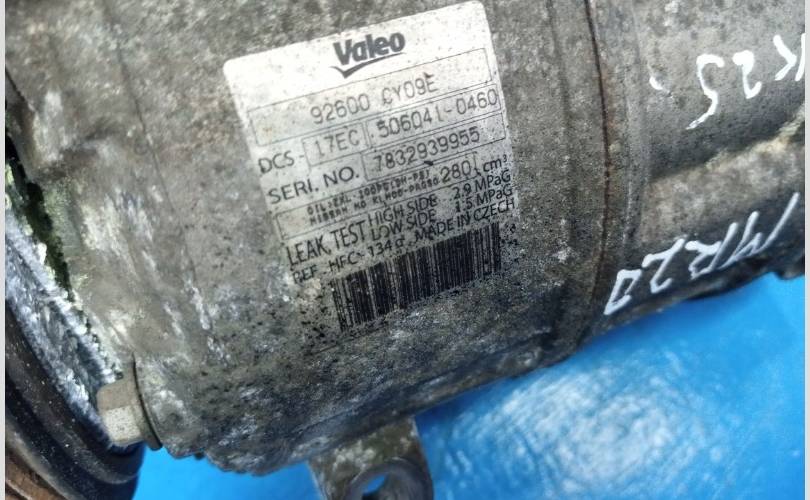 Valeo
92600 CY09E
DCS- 17EC 506041-0460
SERI. NO. 7832939955
280 cm³
LEAK TEST HIGH SIDE 2.9 MPaG
LOW SIDE 1.5 MPaG
REF HFC-134a MADE IN CZECH
K25
MR20